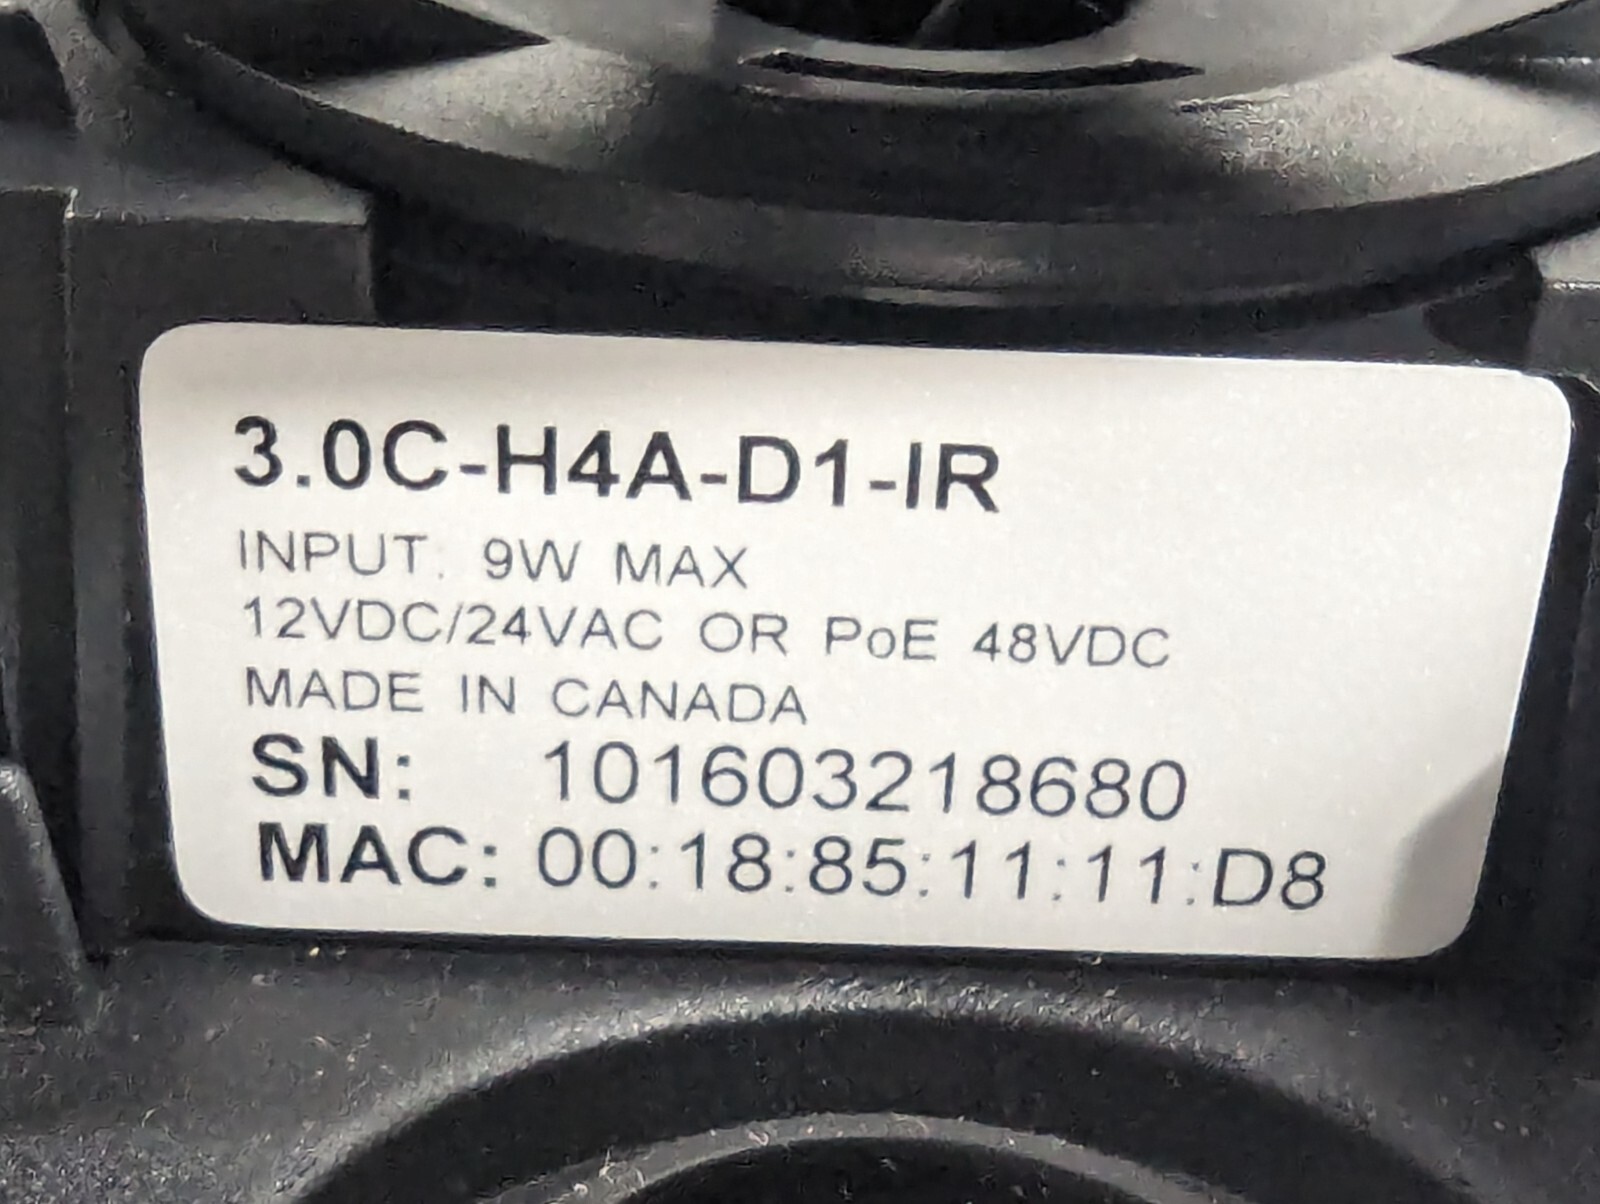 3.0C-H4A-D1-IR
INPUT: 9W MAX
12VDC/24VAC OR PoE 48VDC
MADE IN CANADA
SN: 101603218680
MAC: 00:18:85:11:11:D8